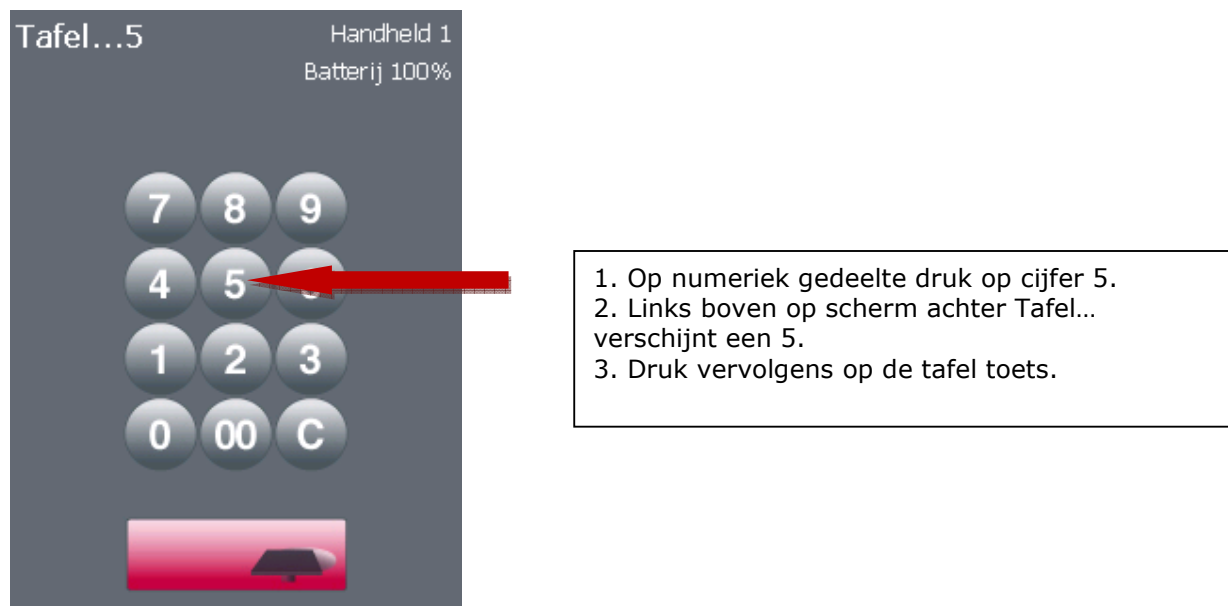 Tafel...5
Handheld 1
Batterij 100%
7 8 9
4 5
1 2 3
0 00 C
1. Op numeriek gedeelte druk op cijfer 5.
2. Links boven op scherm achter Tafel…
verschijnt een 5.
3. Druk vervolgens op de tafel toets.